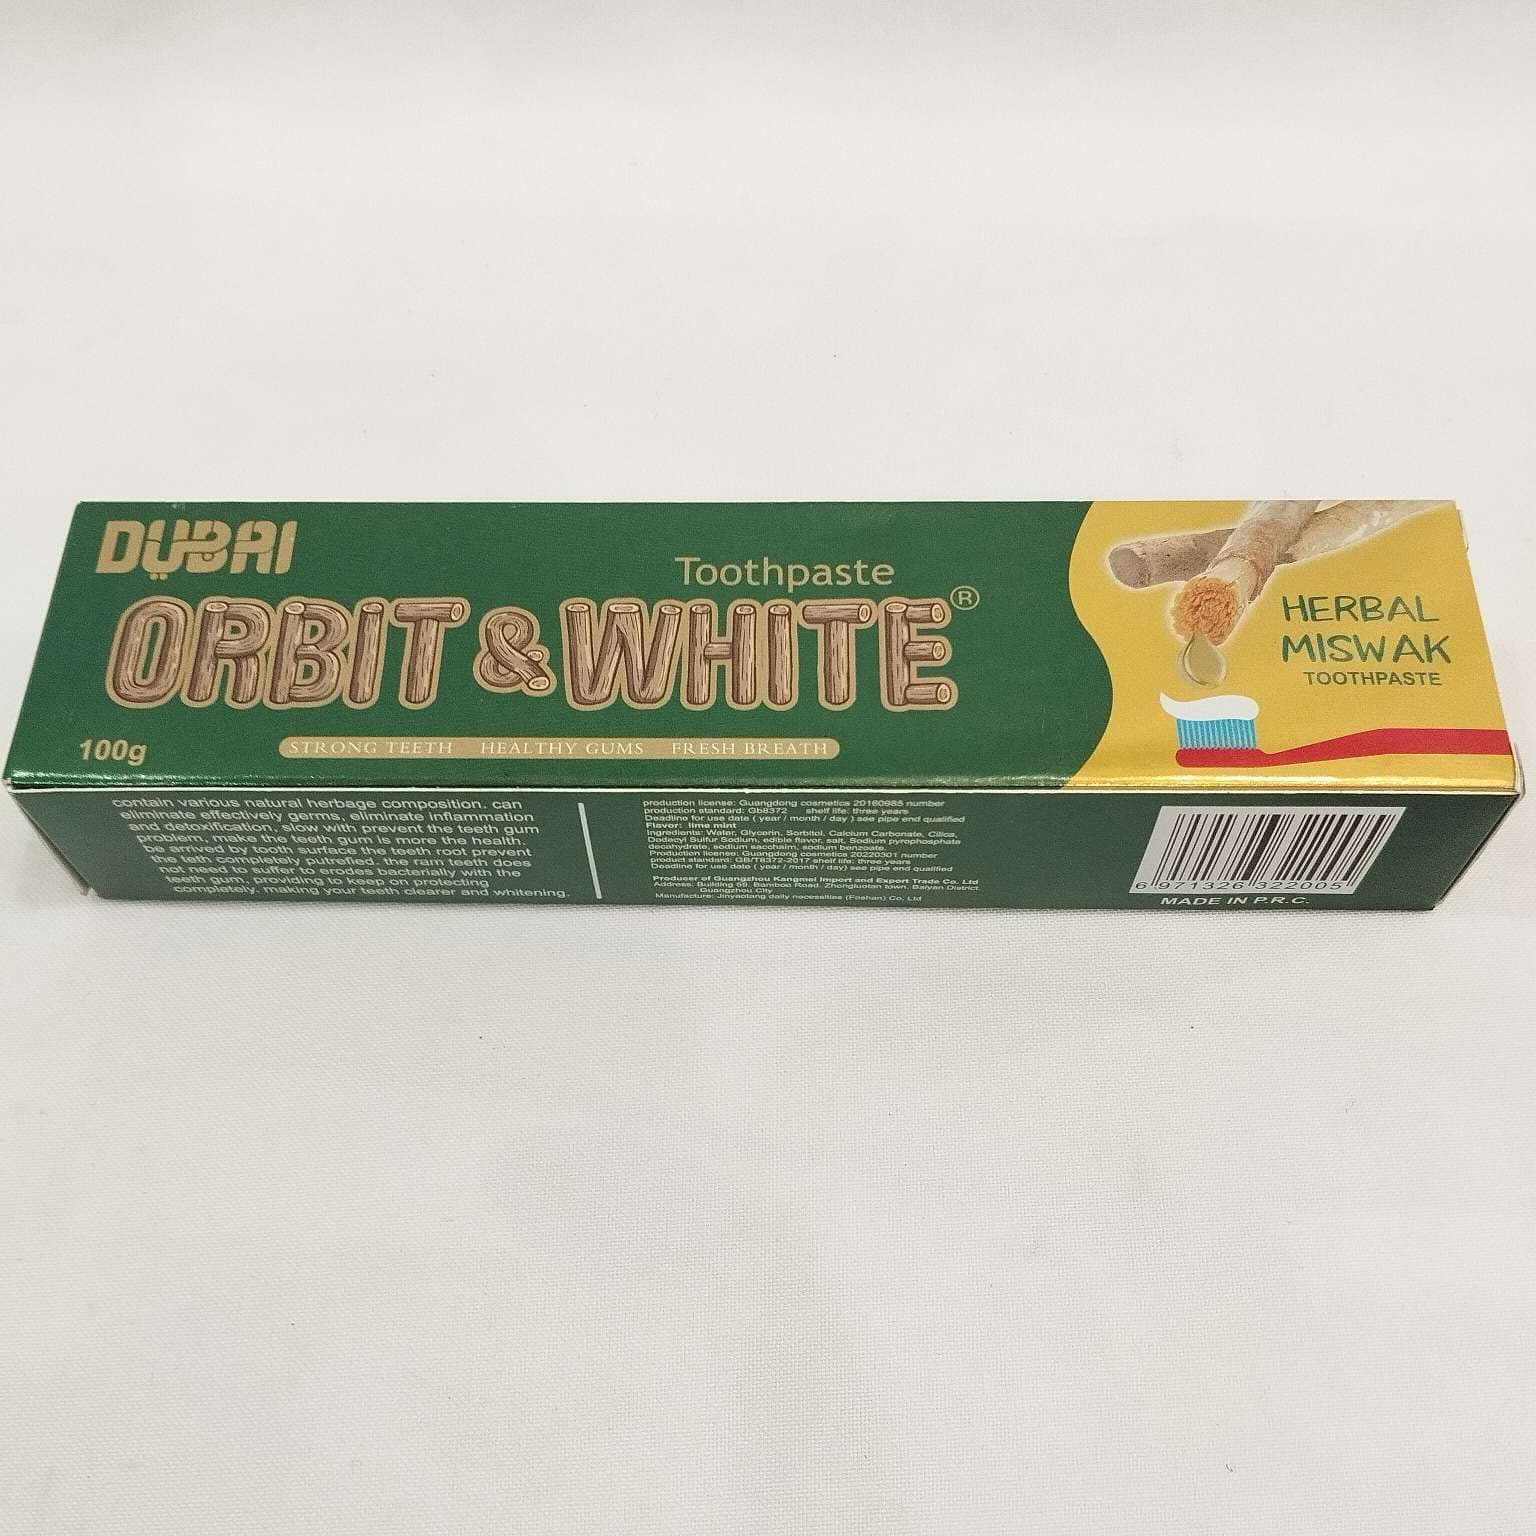 DUBAI
Toothpaste
ORBIT & WHITE®
100g
STRONG TEETH HEALTHY GUMS FRESH BREATH
HERBAL
MISWAK
TOOTHPASTE
contain various natural herbage composition. can
eliminate effectively germs, eliminate inflammation
and detoxification, slow with prevent the teeth gum
problem, make the teeth gum is more the health.
be arrived by tooth surface the teeth root prevent
the teth completely putrefied. the ram teeth does
not need to suffer to erodes bacterially with the
teeth gum, providing to keep on protecting
completely. making your teeth clearer and whitening.
production license: Guangdong cosmetics 20160985 number
production standard: Gb8372 shelf life: three years
Deadline for use date ( year / month / day ) see pipe end qualified
Flavor: lime mint
Ingredients: Water, Glycerin, Sorbitol, Calcium Carbonate, Cilica,
Dodecyl Sulfur Sodium, edible flavor, salt, Sodium pyrophosphate
decahydrate, sodium sacchaim, sodium benzoate,
Production license: Guangdong cosmetics 20220301 number
product standard: GB/T8372-2017 shelf life: three years
Deadline for use date ( year / month / day) see pipe end qualified
Producer of Guangzhou Kangmei Import and Export Trade Co. Ltd
Address: Building 69, Bamboo Road, Zhongluotan town, Baiyan District,
Guangzhou City
Manufacture: Jinyaotang daily necessities (Foshan) Co, Ltd
6 971326 322005
MADE IN P.R.C.